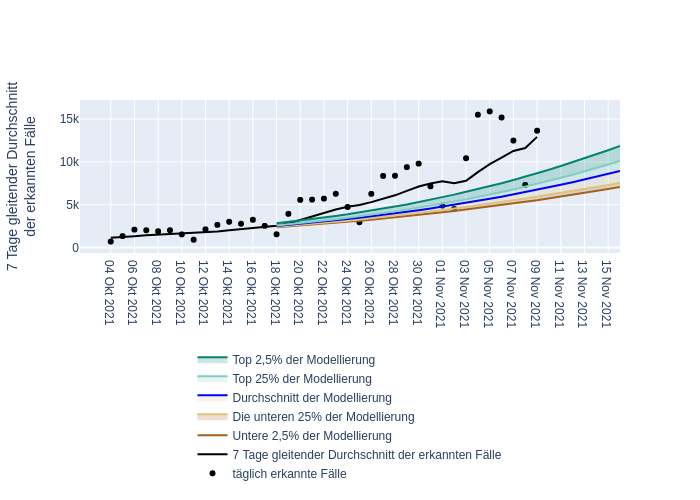 7 Tage gleitender Durchschnitt
der erkannten Fälle
15k
10k
5k
0
04 Okt 2021
06 Okt 2021
08 Okt 2021
10 Okt 2021
12 Okt 2021
14 Okt 2021
16 Okt 2021
18 Okt 2021
20 Okt 2021
22 Okt 2021
24 Okt 2021
26 Okt 2021
28 Okt 2021
30 Okt 2021
01 Nov 2021
03 Nov 2021
05 Nov 2021
07 Nov 2021
09 Nov 2021
11 Nov 2021
13 Nov 2021
15 Nov 2021
Top 2,5% der Modellierung
Top 25% der Modellierung
Durchschnitt der Modellierung
Die unteren 25% der Modellierung
Untere 2,5% der Modellierung
7 Tage gleitender Durchschnitt der erkannten Fälle
täglich erkannte Fälle